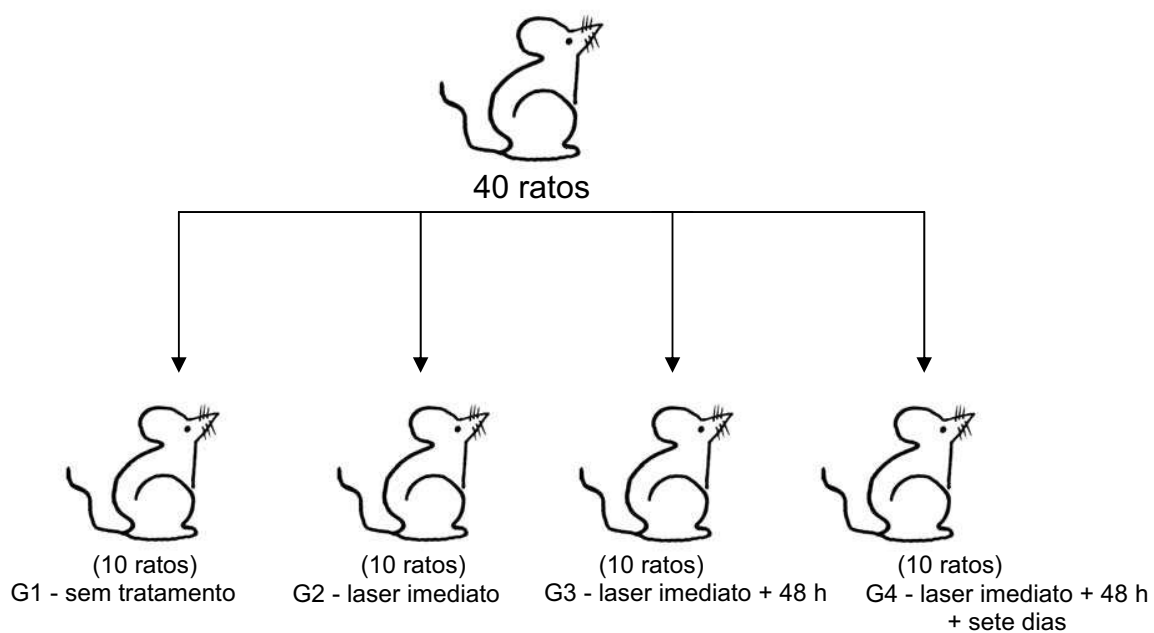 40 ratos
(10 ratos)
G1 - sem tratamento
(10 ratos)
G2 - laser imediato
(10 ratos)
G3 - laser imediato + 48 h
(10 ratos)
G4 - laser imediato + 48 h
+ sete dias